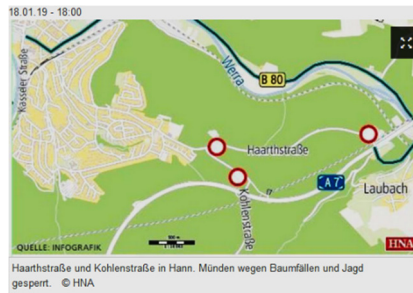 18.01.19 - 18:00
Kasseler Straße
Werra
B 80
Haarthstraße
A 7
Laubach
Kohlenstraße
QUELLE: INFOGRAFIK
HNA
Haarthstraße und Kohlenstraße in Hann. Münden wegen Baumfällen und Jagd
gesperrt. © HNA